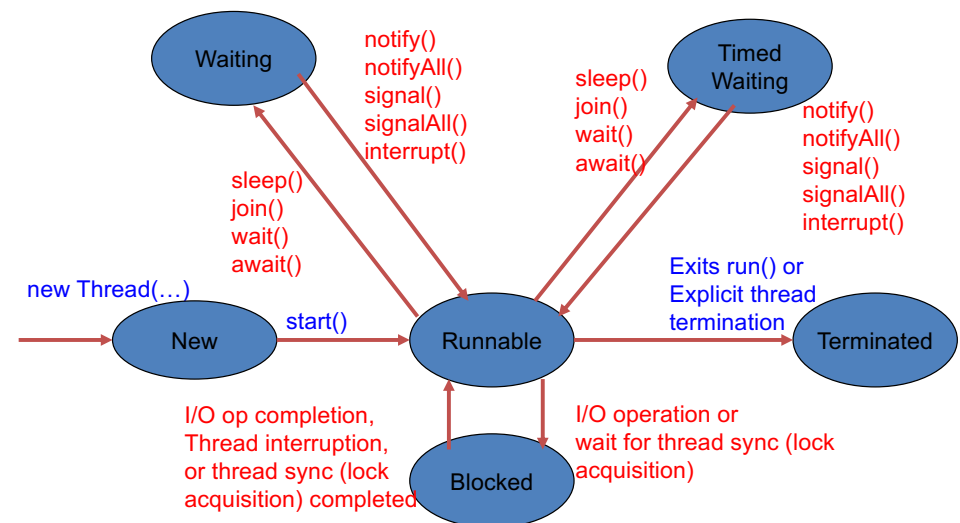 Waiting
notify()
notifyAll()
signal()
signalAll()
interrupt()
sleep()
join()
wait()
await()
Timed
Waiting
notify()
notifyAll()
signal()
signalAll()
interrupt()
sleep()
join()
wait()
await()
new Thread(…)
New
start()
Runnable
Exits run() or
Explicit thread
termination
Terminated
I/O op completion,
Thread interruption,
or thread sync (lock
acquisition) completed
Blocked
I/O operation or
wait for thread sync (lock
acquisition)